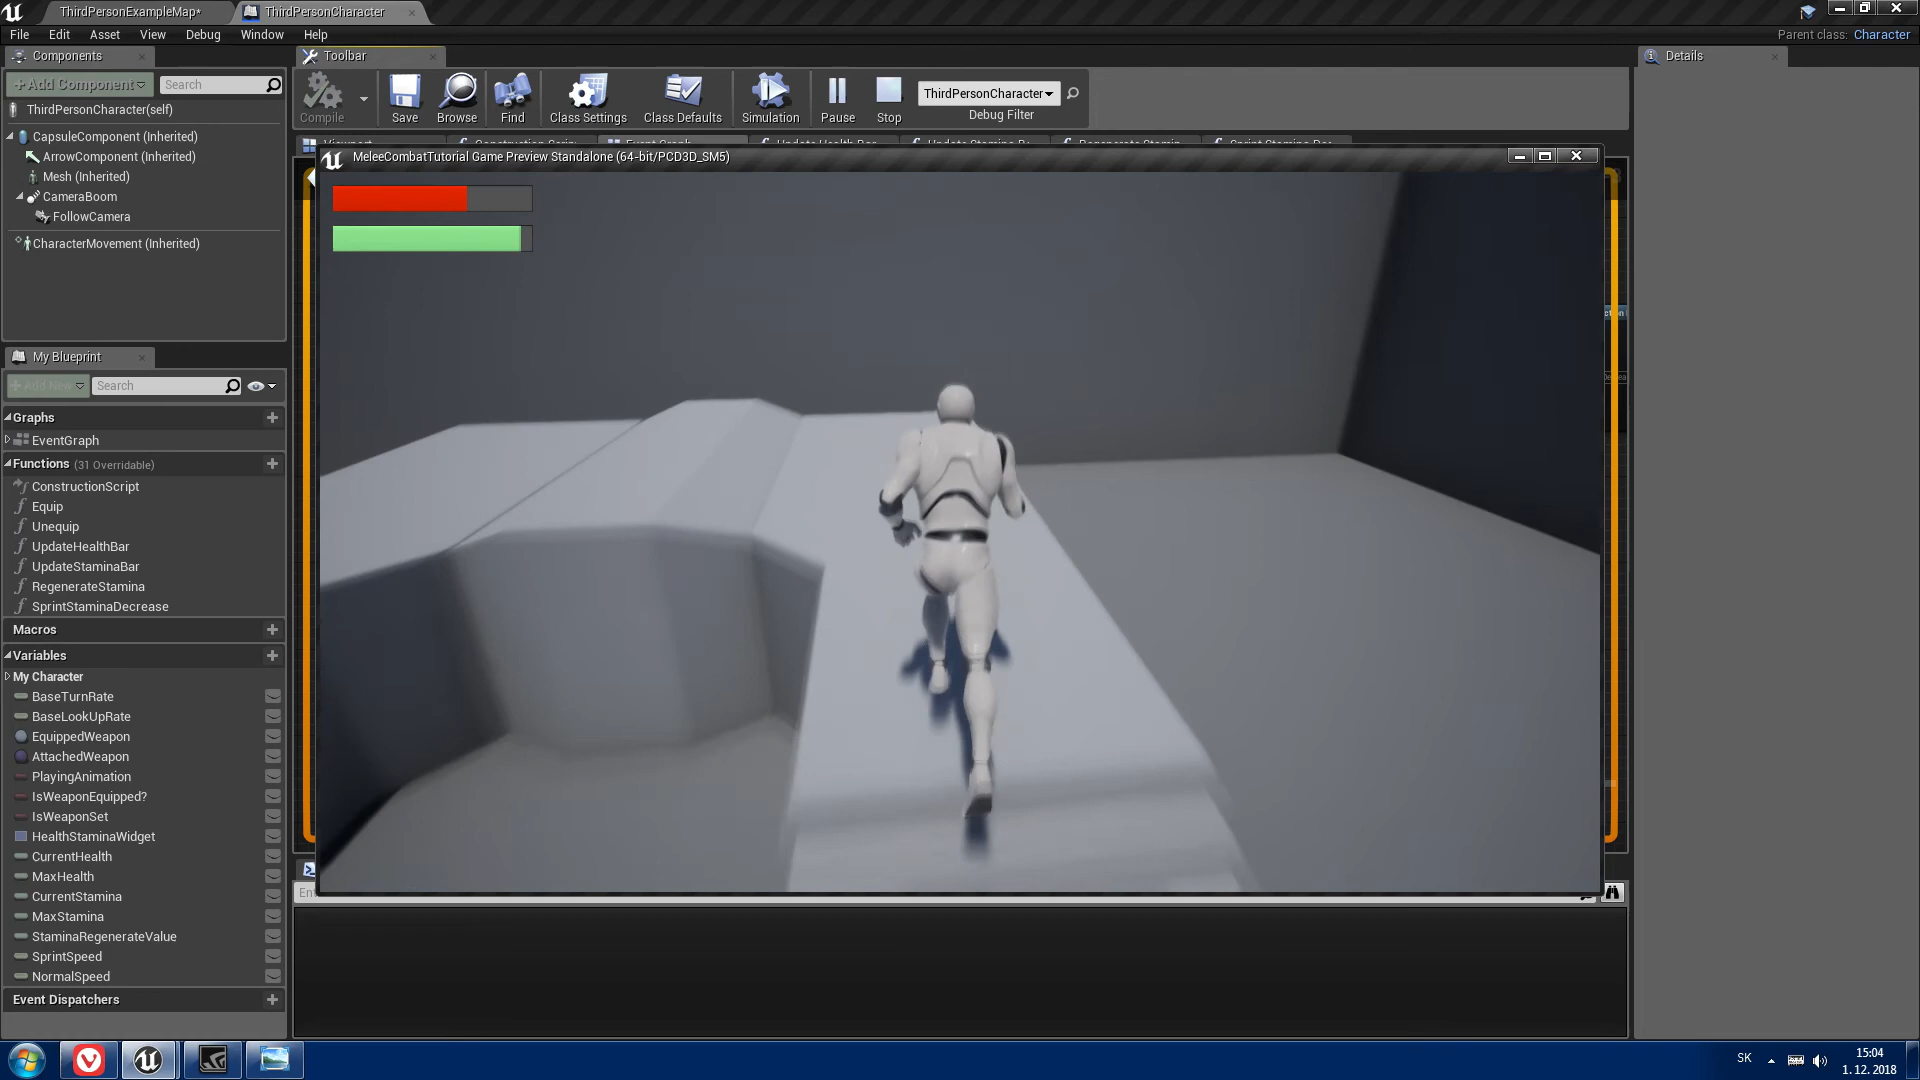 ThirdPersonExampleMap*
ThirdPersonCharacter
File Edit Asset View Debug Window Help
Parent class: Character
Components
Toolbar
Details
+Add Component
Search
ThirdPersonCharacter(self)
CapsuleComponent (Inherited)
ArrowComponent (Inherited)
Mesh (Inherited)
CameraBoom
FollowCamera
CharacterMovement (Inherited)
Compile
Save
Browse
Find
Class Settings
Class Defaults
Simulation
Pause
Stop
ThirdPersonCharacter
Debug Filter
MeleeCombatTutorial Game Preview Standalone (64-bit/PCD3D_SM5)
My Blueprint
+Add New
Search
Graphs
EventGraph
Functions (31 Overridable)
ConstructionScript
Equip
Unequip
UpdateHealthBar
UpdateStaminaBar
RegenerateStamina
SprintStaminaDecrease
Macros
Variables
My Character
BaseTurnRate
BaseLookUpRate
EquippedWeapon
AttachedWeapon
PlayingAnimation
IsWeaponEquipped?
IsWeaponSet
HealthStaminaWidget
CurrentHealth
MaxHealth
CurrentStamina
MaxStamina
StaminaRegenerateValue
SprintSpeed
NormalSpeed
Event Dispatchers
SK
15:04
1. 12. 2018